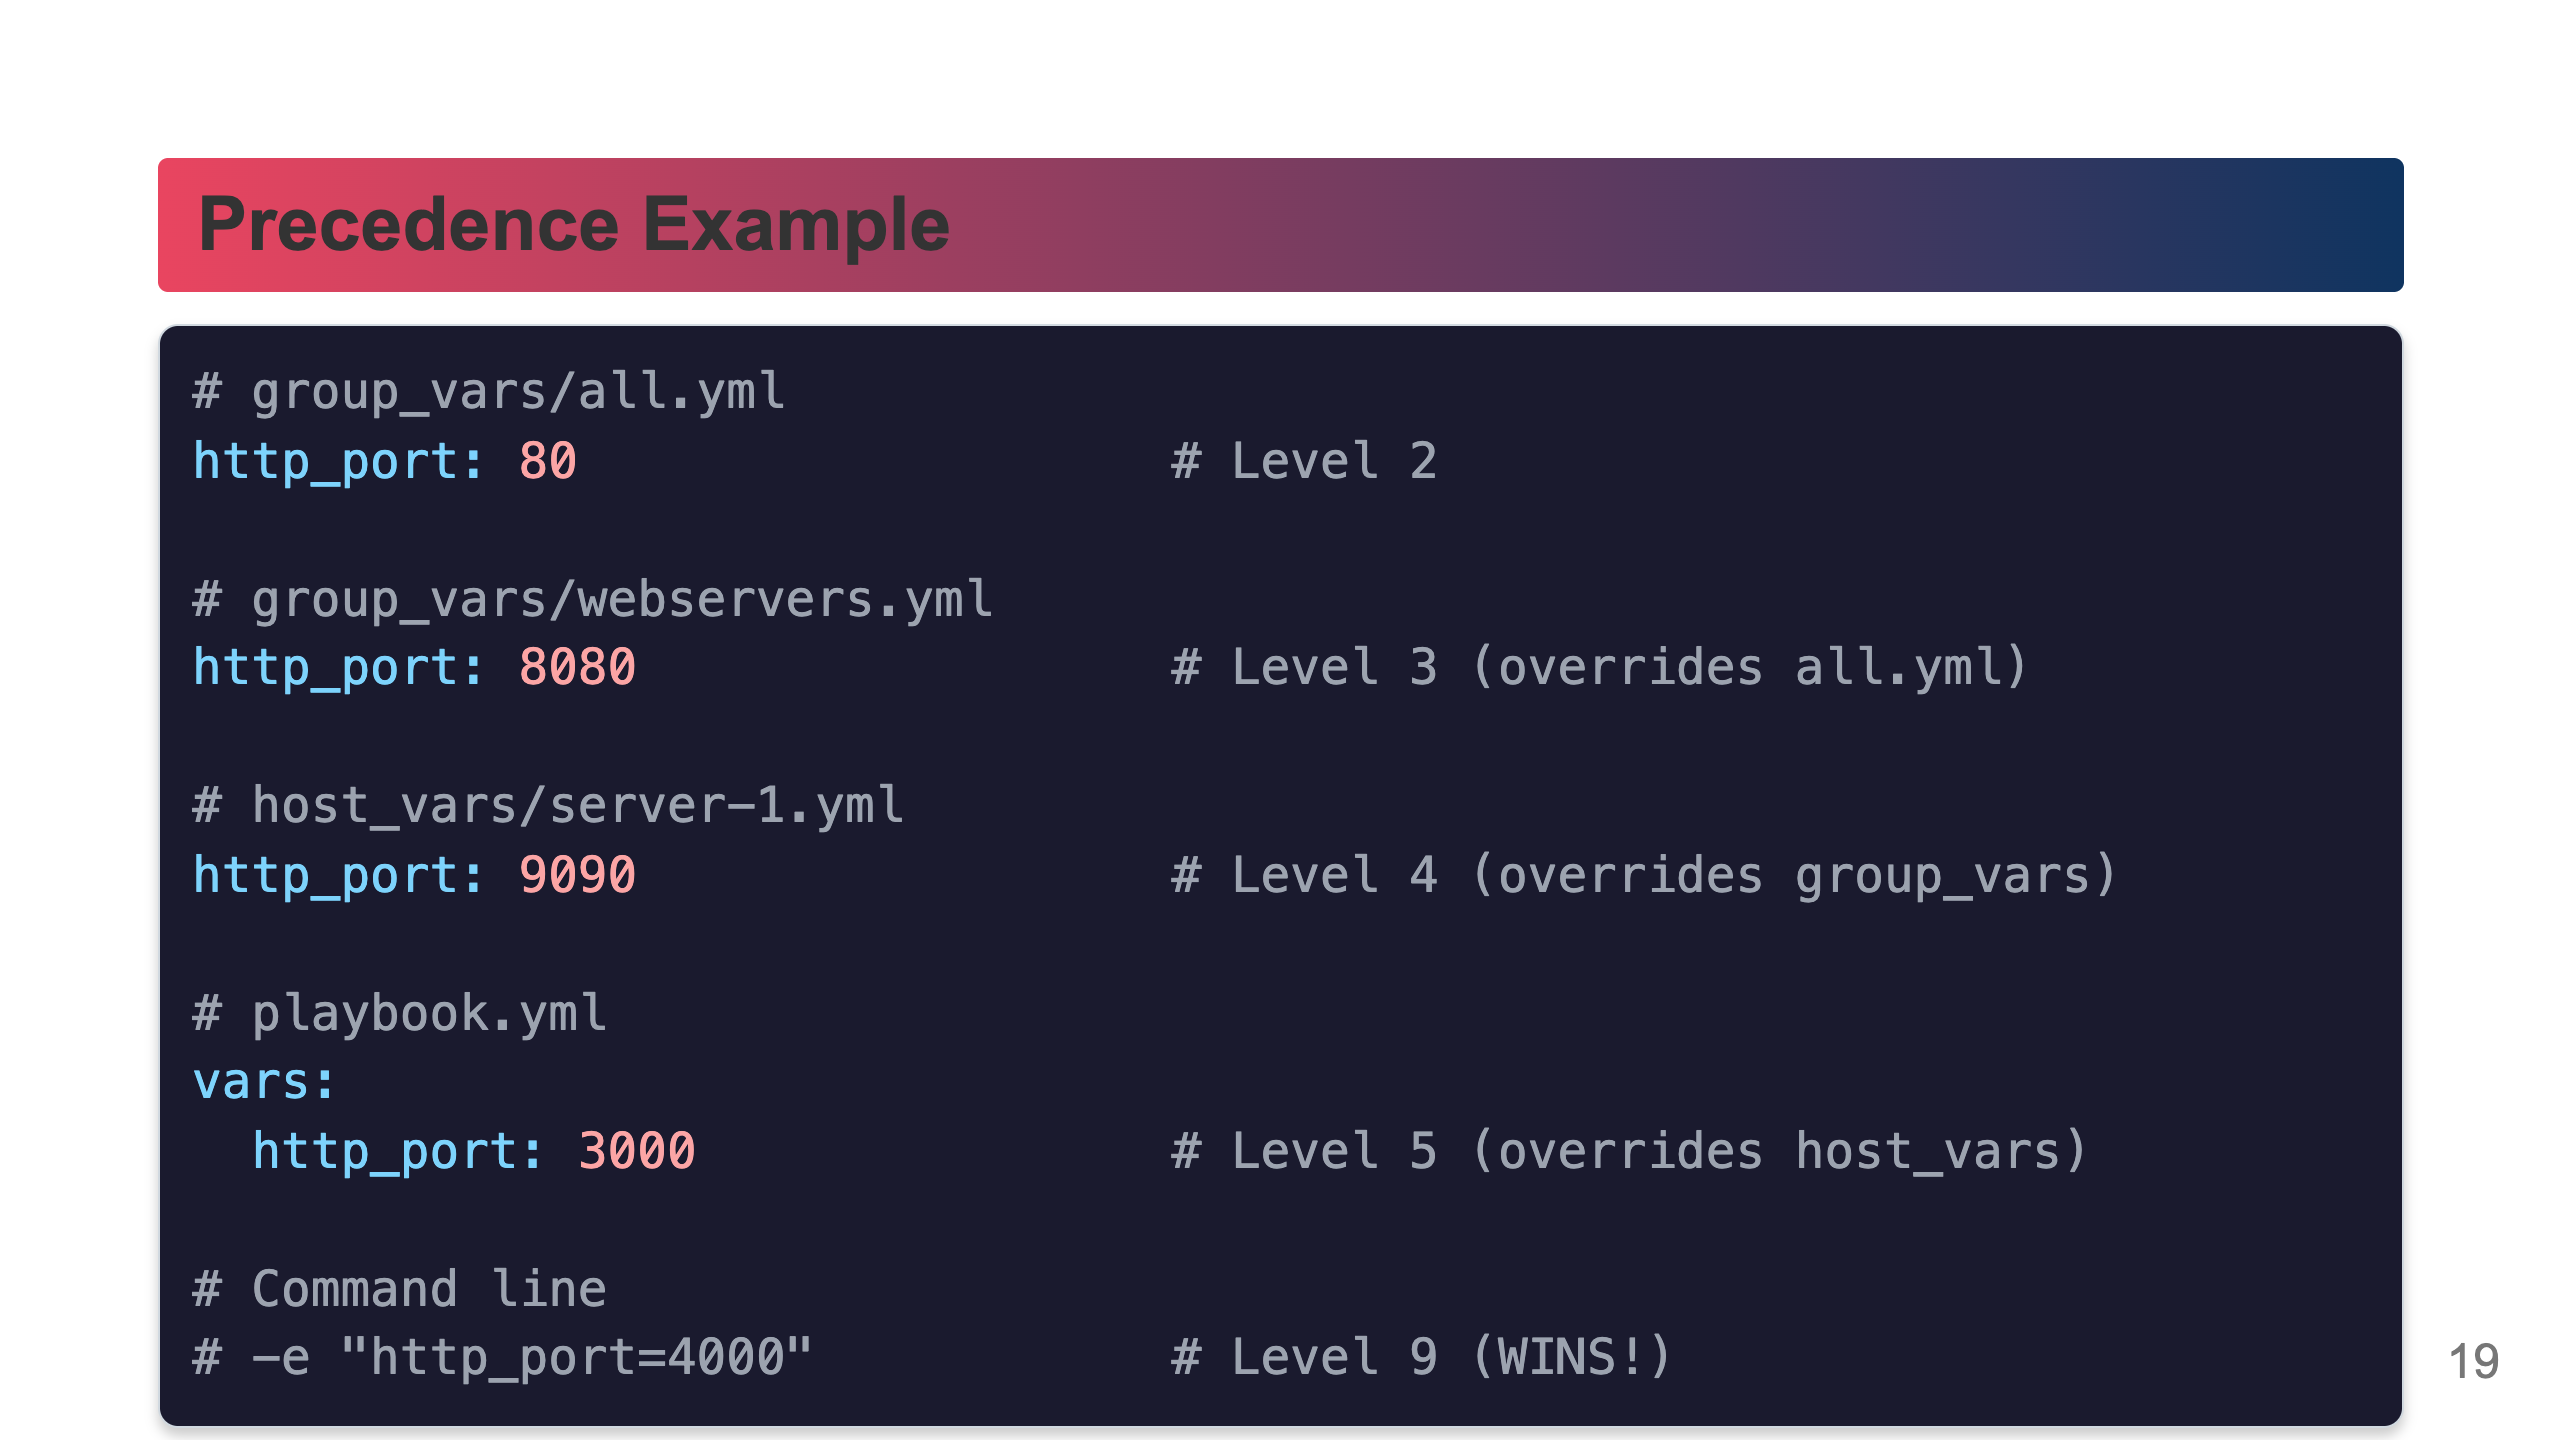 Precedence Example
# group_vars/all.yml
http_port: 80                    # Level 2
# group_vars/webservers.yml
http_port: 8080                  # Level 3 (overrides all.yml)
# host_vars/server-1.yml
http_port: 9090                  # Level 4 (overrides group_vars)
# playbook.yml
vars:
  http_port: 3000                # Level 5 (overrides host_vars)
# Command line
# -e "http_port=4000"            # Level 9 (WINS!)
19